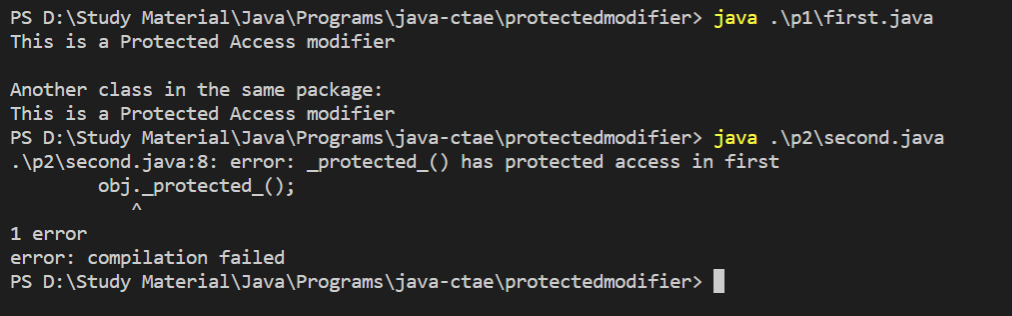 PS D:\Study Material\Java\Programs\java-ctae\protectedmodifier> java .\p1\first.java
This is a Protected Access modifier
Another class in the same package:
This is a Protected Access modifier
PS D:\Study Material\Java\Programs\java-ctae\protectedmodifier> java .\p2\second.java
.\p2\second.java:8: error: _protected_() has protected access in first
        obj._protected_();
           ^
1 error
error: compilation failed
PS D:\Study Material\Java\Programs\java-ctae\protectedmodifier>